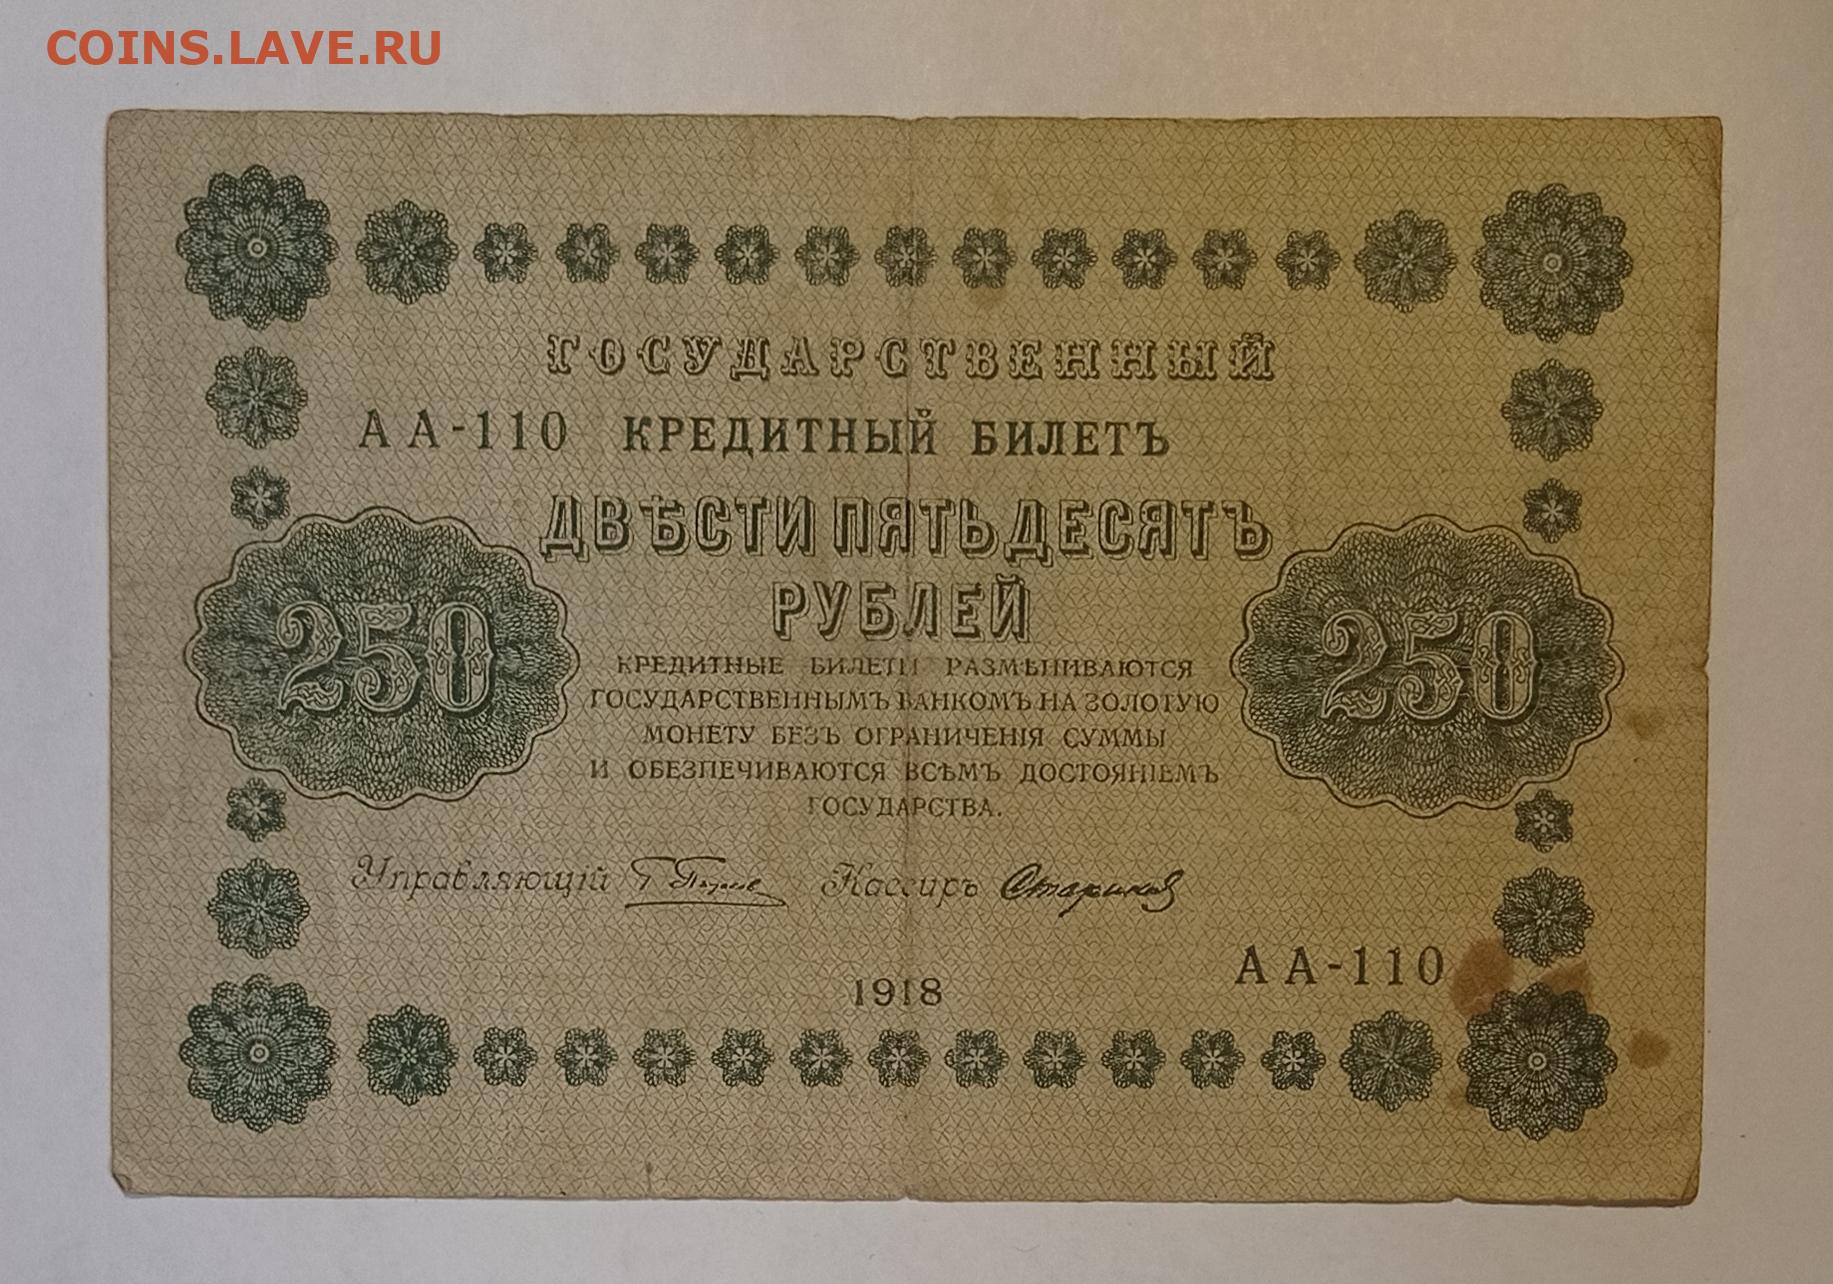 COINS.LAVE.RU
ГОСУДАРСТВЕННЫЙ
АА-110 КРЕДИТНЫЙ БИЛЕТЪ
ДВѢСТИ ПЯТЬДЕСЯТЪ
РУБЛЕЙ
250
250
КРЕДИТНЫЕ БИЛЕТЫ РАЗМѢНИВАЮТСЯ
ГОСУДАРСТВЕННЫМЪ БАНКОМЪ НА ЗОЛОТУЮ
МОНЕТУ БЕЗЪ ОГРАНИЧЕНІЯ СУММЫ
И ОБЕЗПЕЧИВАЮТСЯ ВСѢМЪ ДОСТОЯНІЕМЪ
ГОСУДАРСТВА.
Управляющій Кассиръ Стариков
АА-110
1918